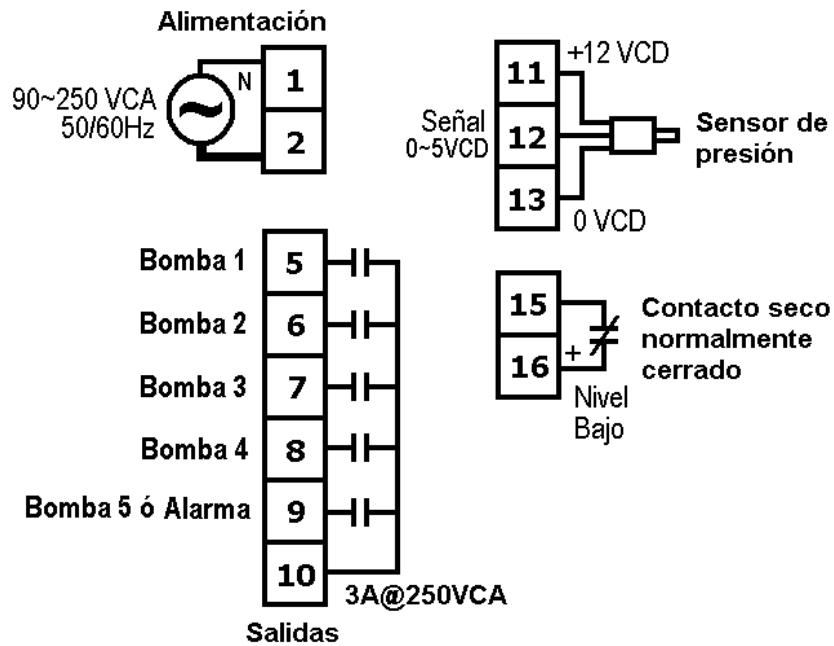 Alimentación
90~250 VCA
50/60Hz
N
1
2
11
12
13
+12 VCD
Señal
0~5VCD
0 VCD
Sensor de
presión
Bomba 1
5
Bomba 2
6
Bomba 3
7
Bomba 4
8
Bomba 5 ó Alarma
9
10
3A@250VCA
Salidas
15
16
+
Nivel
Bajo
Contacto seco
normalmente
cerrado